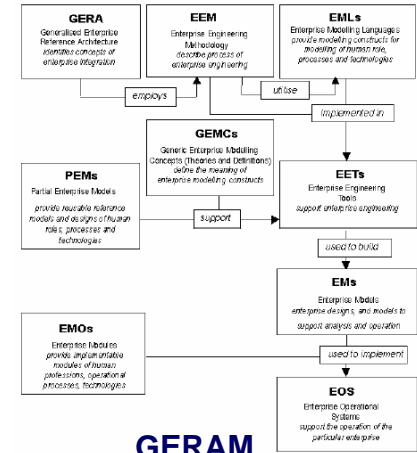 GERA
Generalised Enterprise
Reference Architecture
identifies concepts of
enterprise integration
EEM
Enterprise Engineering
Methodology
describe process of
enterprise engineering
EMLs
Enterprise Modelling Languages
provide modelling constructs for
modelling of human role,
processes and technologies
employs
utilise
implemented in
GEMCs
Generic Enterprise Modelling
Concepts (Theories and Definitions)
define the meaning of
enterprise modelling constructs
PEMs
Partial Enterprise Models
provide reusable reference
models and designs of human
roles, processes and
technologies
support
EETs
Enterprise Engineering
Tools
support enterprise engineering
used to build
EMs
Enterprise Models
enterprise designs, and models to
support analysis and operation
EMOs
Enterprise Modules
provide implementable
modules of human
professions, operational
processes, technologies
used to implement
EOS
Enterprise Operational
Systems
support the operation of the
particular enterprise
GERAM